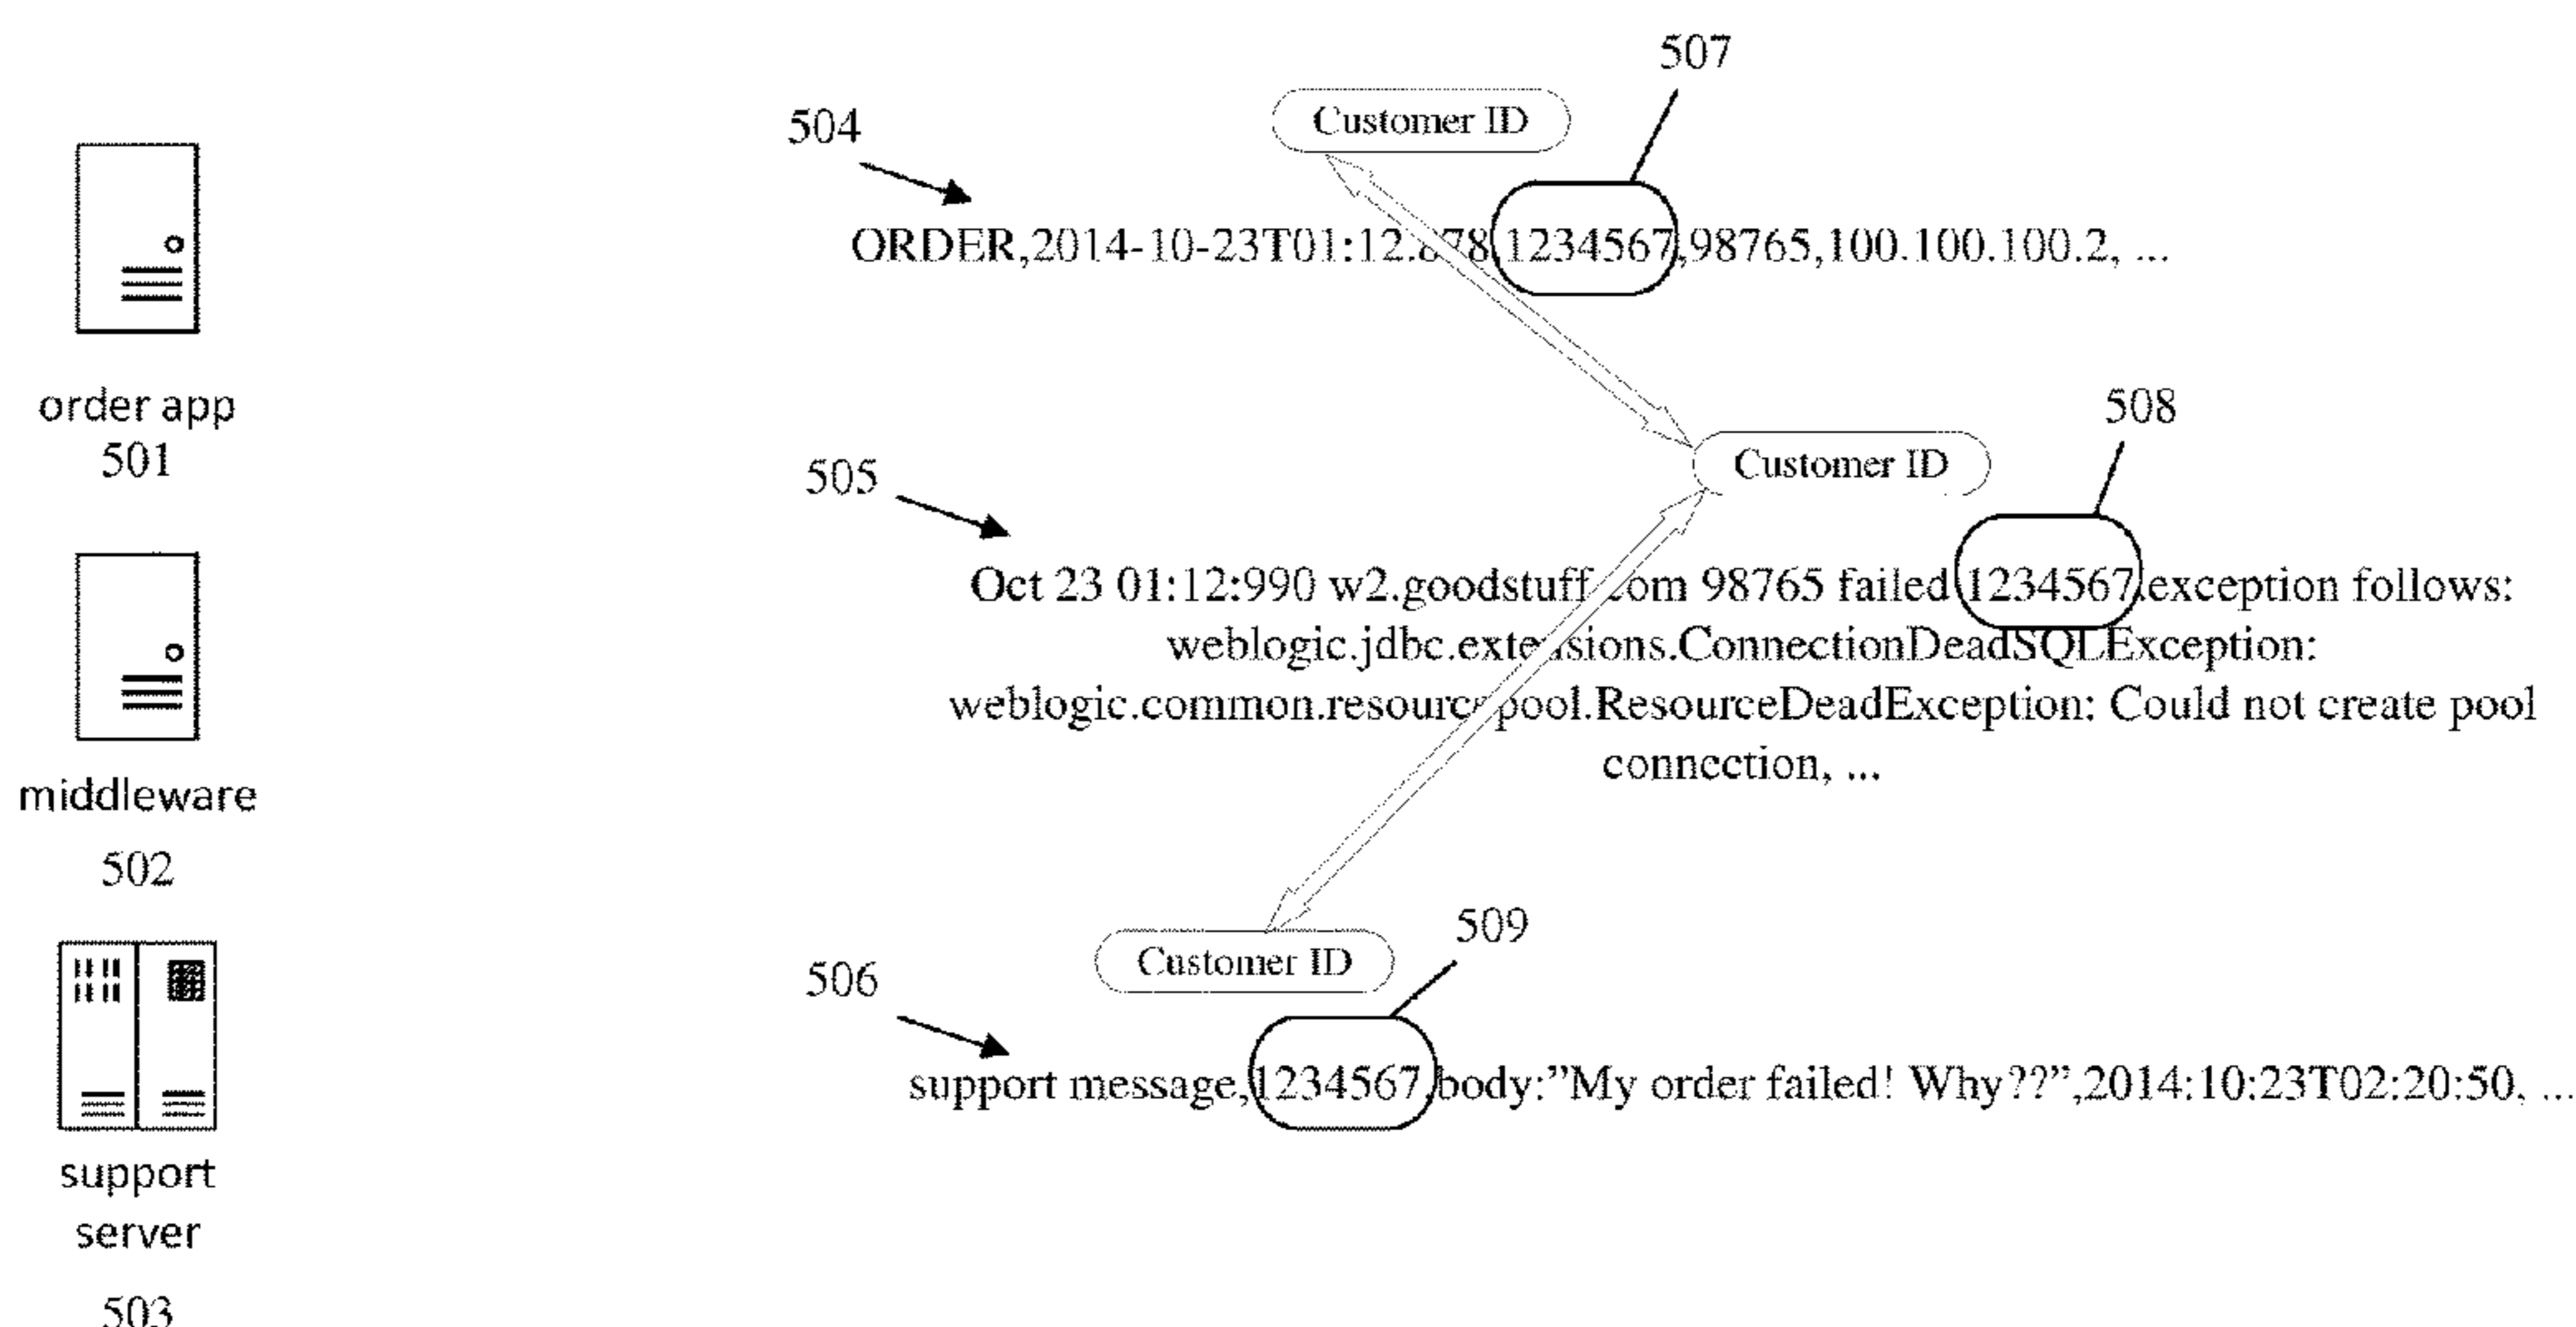 507
Customer ID
504
ORDER,2014-10-23T01:12.878,1234567,98765,100.100.100.2, ...
order app
501
508
Customer ID
505
Oct 23 01:12:990 w2.goodstuff.com 98765 failed 1234567.exception follows:
weblogic.jdbc.extensions.ConnectionDeadSQLException:
weblogic.common.resourcepool.ResourceDeadException: Could not create pool
connection, ...
middleware
502
509
Customer ID
506
support message,1234567,body:”My order failed! Why??”,2014:10:23T02:20:50, ...
support
server
503